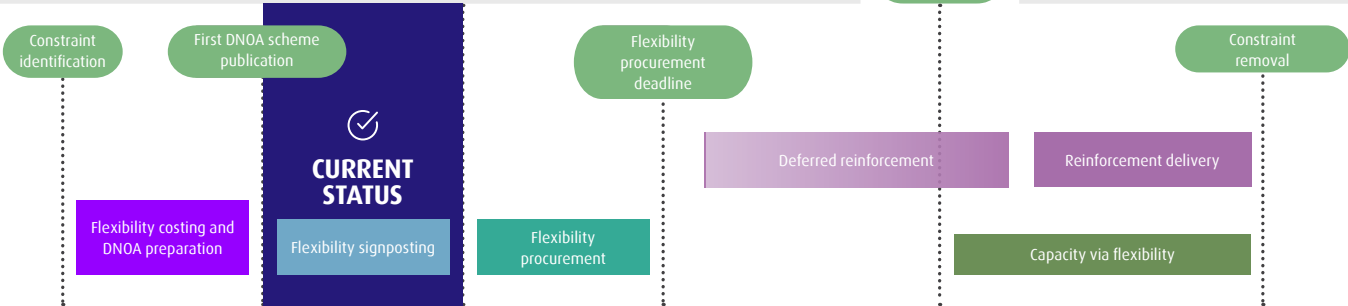 Constraint
identification
First DNOA scheme
publication
Flexibility
procurement
deadline
Constraint
removal
CURRENT
STATUS
Deferred reinforcement
Reinforcement delivery
Flexibility costing and
DNOA preparation
Flexibility signposting
Flexibility
procurement
Capacity via flexibility